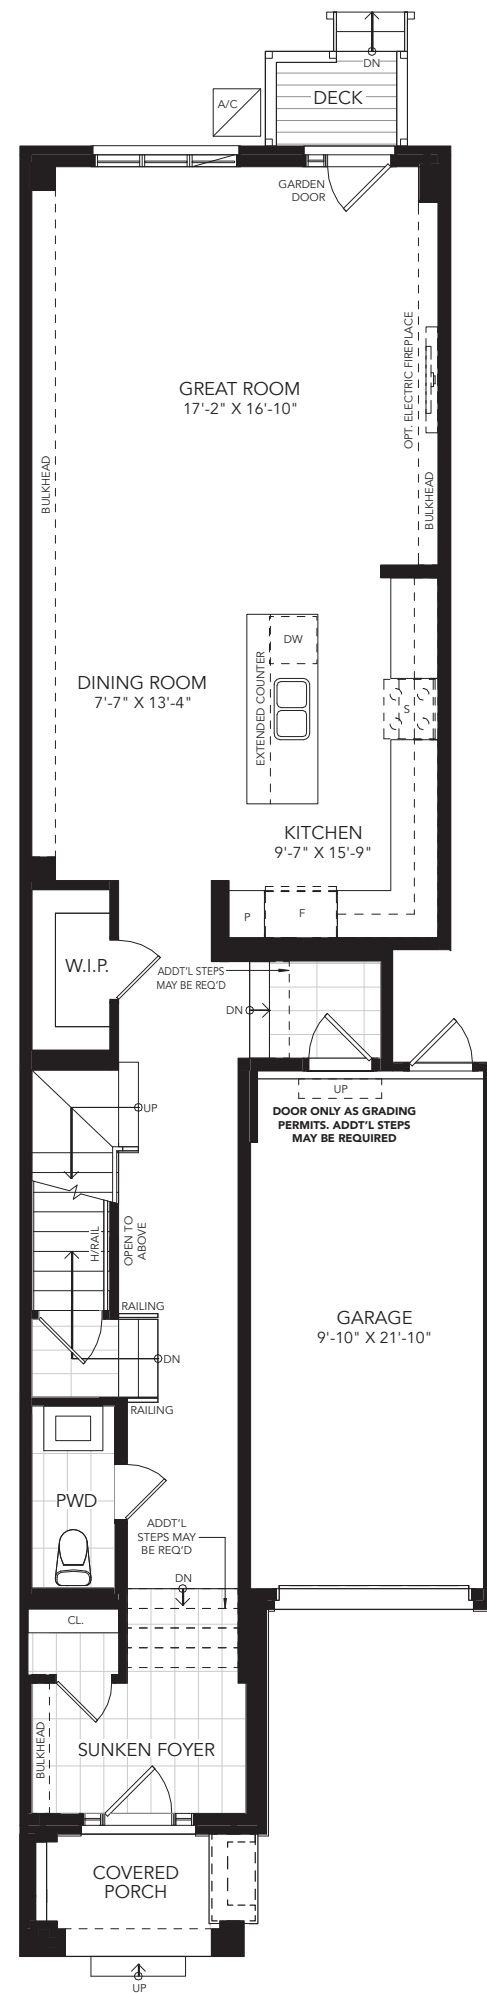 DN
DECK
A/C
GARDEN
DOOR
OPT. ELECTRIC FIREPLACE
GREAT ROOM
17'-2" X 16'-10"
BULKHEAD
BULKHEAD
DW
EXTENDED COUNTER
DINING ROOM
7'-7" X 13'-4"
S
KITCHEN
9'-7" X 15'-9"
P
F
W.I.P.
ADDT'L STEPS
MAY BE REQ'D
DN
UP
UP
DOOR ONLY AS GRADING
PERMITS. ADDT'L STEPS
MAY BE REQUIRED
H/RAIL
OPEN TO
ABOVE
RAILING
GARAGE
9'-10" X 21'-10"
DN
RAILING
PWD
ADDT'L
STEPS MAY
BE REQ'D
DN
CL.
BULKHEAD
SUNKEN FOYER
COVERED
PORCH
UP